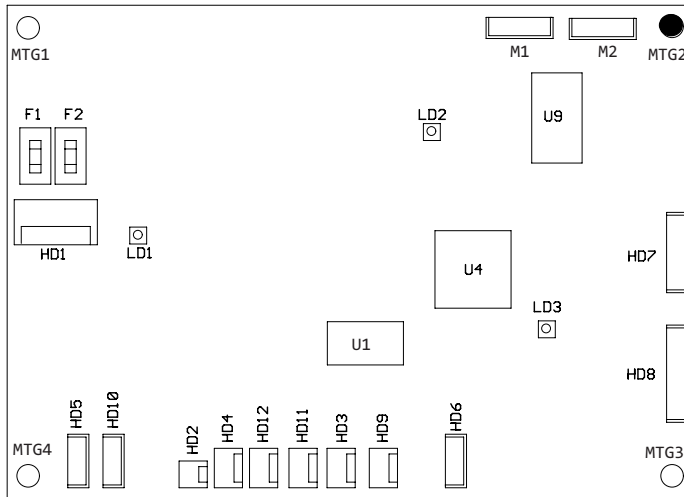 MTG1
M1
M2
MTG2
F1
F2
LD2
U9
HD1
LD1
HD7
U4
LD3
U1
HD8
HD5
HD10
HD2
HD4
HD12
HD11
HD3
HD9
HD6
MTG4
MTG3